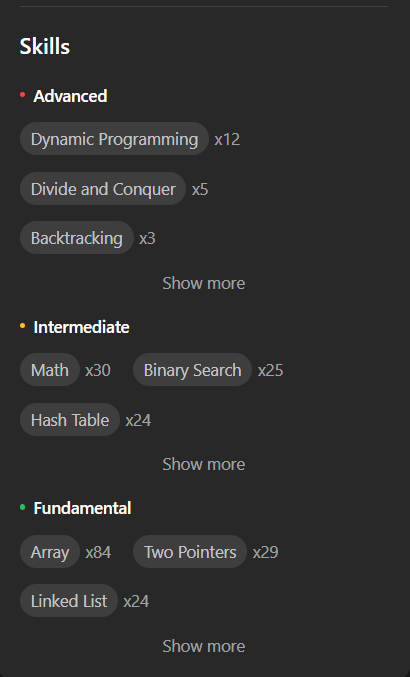 Skills
Advanced
Dynamic Programming x12
Divide and Conquer x5
Backtracking x3
Show more
Intermediate
Math x30 Binary Search x25
Hash Table x24
Show more
Fundamental
Array x84 Two Pointers x29
Linked List x24
Show more